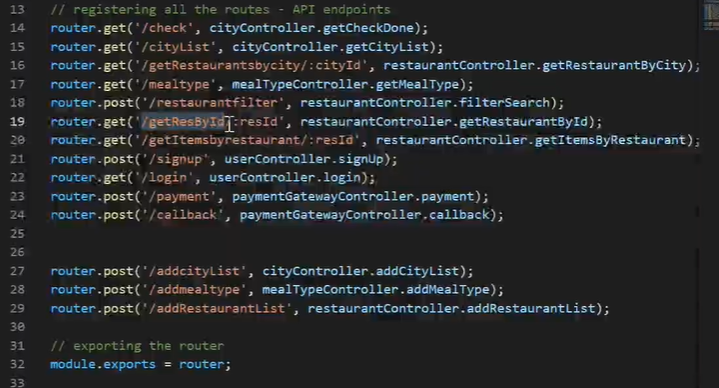 13 // registering all the routes - API endpoints
14 router.get('/check', cityController.getCheckDone);
15 router.get('/cityList', cityController.getCityList);
16 router.get('/getRestaurantsbycity/:cityId', restaurantController.getRestaurantByCity);
17 router.get('/mealtype', mealTypeController.getMealType);
18 router.post('/restaurantfilter', restaurantController.filterSearch);
19 router.get('/getResById/:resId', restaurantController.getRestaurantById);
20 router.get('/getItemsbyrestaurant/:resId', restaurantController.getItemsByRestaurant);
21 router.post('/signup', userController.signUp);
22 router.get('/login', userController.login);
23 router.post('/payment', paymentGatewayController.payment);
24 router.post('/callback', paymentGatewayController.callback);
25
26
27 router.post('/addcityList', cityController.addCityList);
28 router.post('/addmealtype', mealTypeController.addMealType);
29 router.post('/addRestaurantList', restaurantController.addRestaurantList);
30
31 // exporting the router
32 module.exports = router;
33